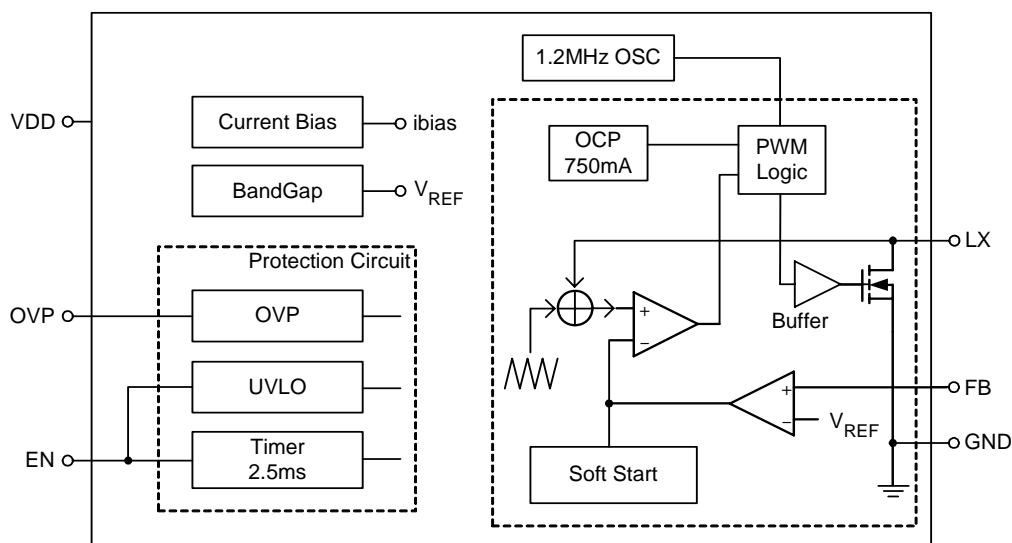 1.2MHz OSC
VDD
Current Bias
ibias
OCP
750mA
PWM
Logic
BandGap
VREF
LX
Protection Circuit
OVP
OVP
+
−
Buffer
UVLO
+
−
VREF
FB
EN
Timer
2.5ms
Soft Start
GND